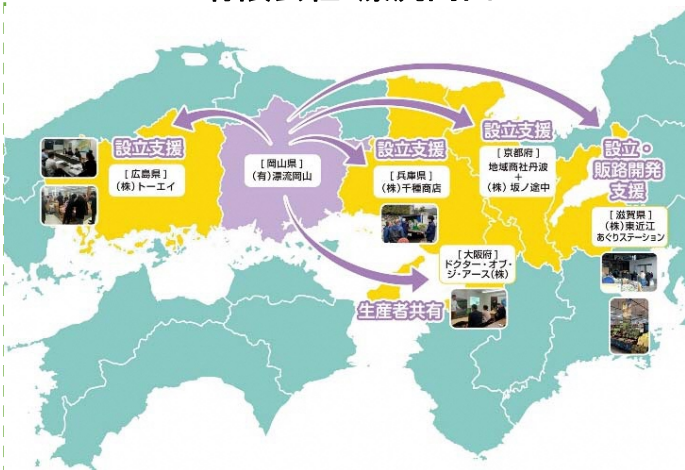 設立支援
[ 広島県 ]
(株)トーエイ
[ 岡山県 ]
(有)漂流岡山
設立支援
[ 兵庫県 ]
(株)千種商店
設立支援
[ 京都府 ]
地域商社丹波
+
(株) 坂ノ途中
設立・
販路開発
支援
[ 滋賀県 ]
(株)東近江
あぐりステーション
[ 大阪府 ]
ドクター・オブ・
ジ・アース(株)
生産者共有